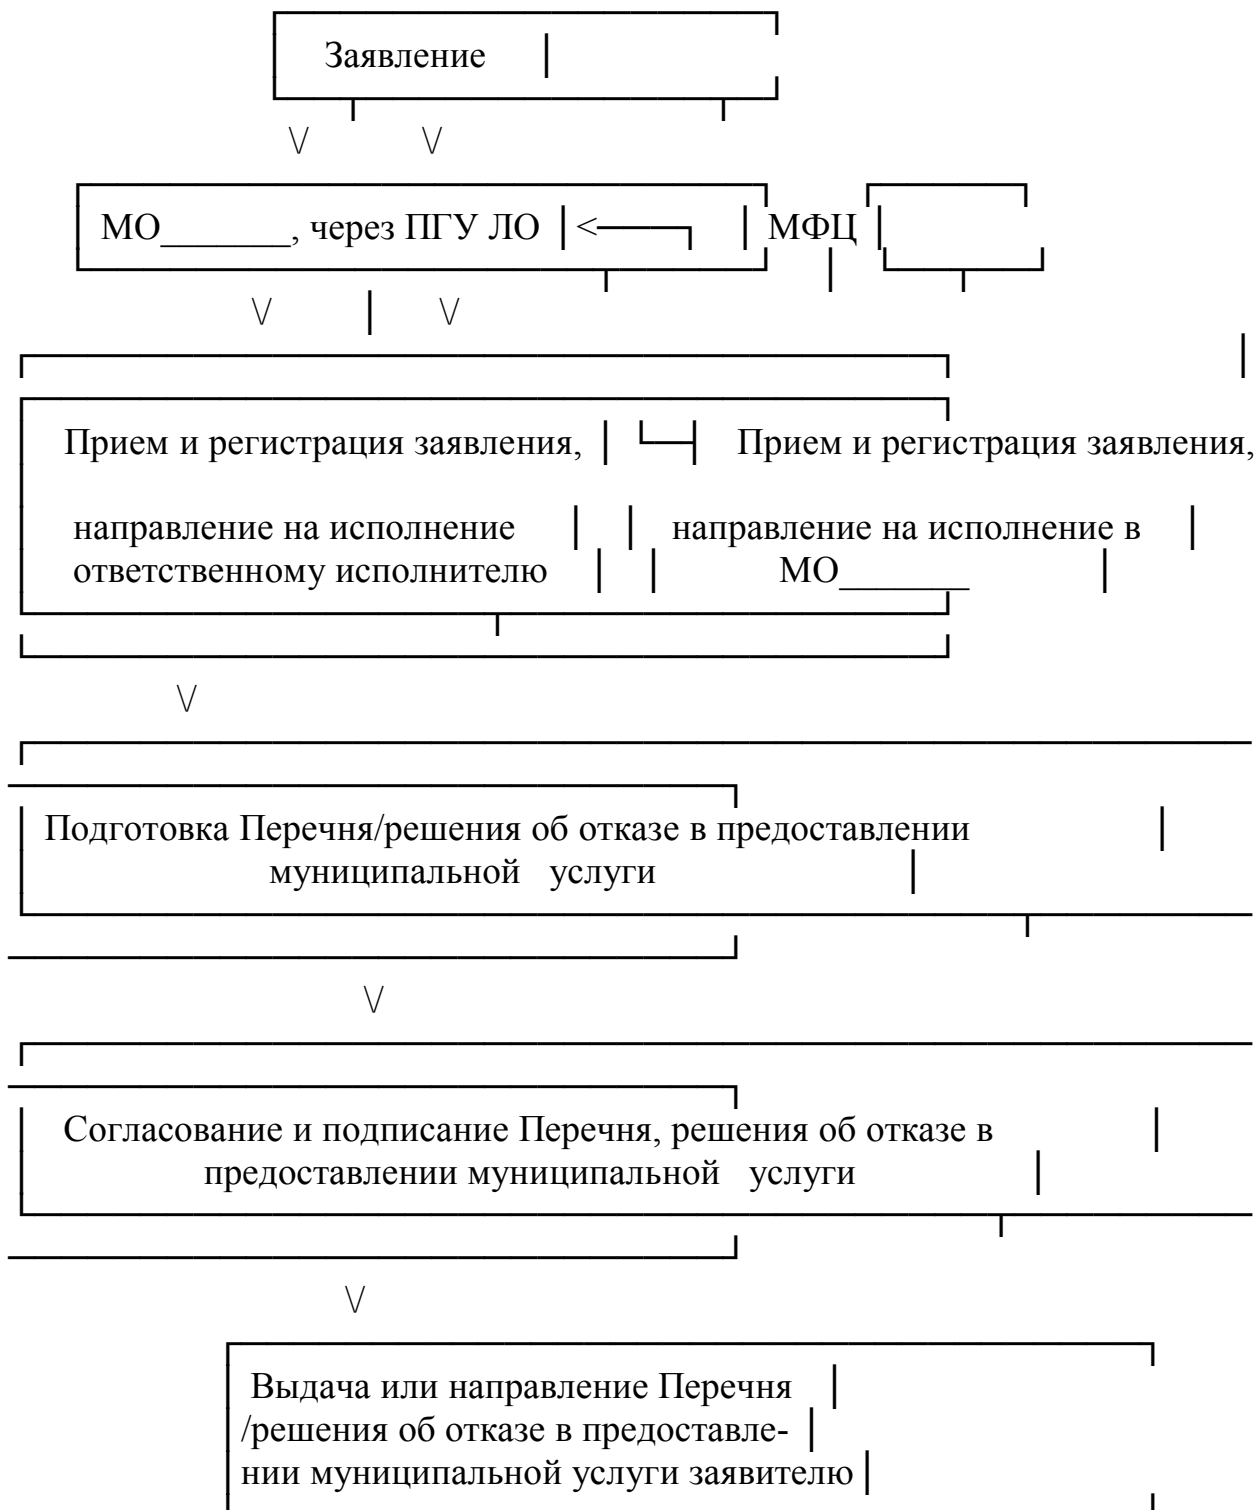 Заявление
\/ \/
МО_______, через ПГУ ЛО │<───┐ │ МФЦ │
\/ │ \/
Прием и регистрация заявления, │ └──┤ Прием и регистрация заявления,
направление на исполнение │ │ направление на исполнение в │
ответственному исполнителю │ │ МО_______ │
\/
Подготовка Перечня/решения об отказе в предоставлении
муниципальной услуги
\/
Согласование и подписание Перечня, решения об отказе в
предоставлении муниципальной услуги
\/
Выдача или направление Перечня
/решения об отказе в предоставле-
нии муниципальной услуги заявителю